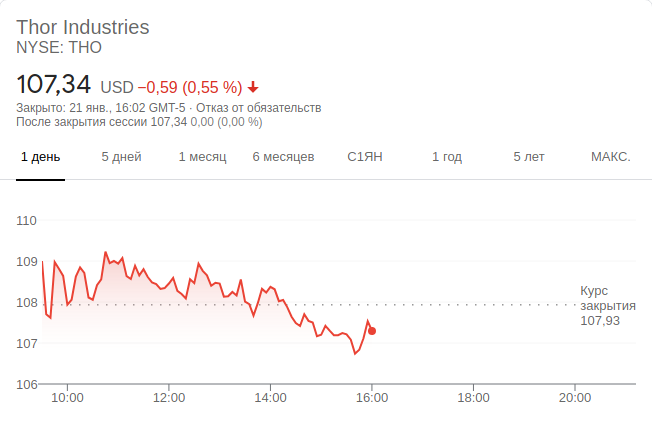 Thor Industries
NYSE: THO
107,34 USD −0,59 (0,55 %)
Закрыто: 21 янв., 16:02 GMT-5 · Отказ от обязательств
После закрытия сессии 107,34 0,00 (0,00 %)
1 день 5 дней 1 месяц 6 месяцев С1ЯН 1 год 5 лет МАКС.
110
109
108
107
106
Курс
закрытия
107,93
10:00 12:00 14:00 16:00 18:00 20:00